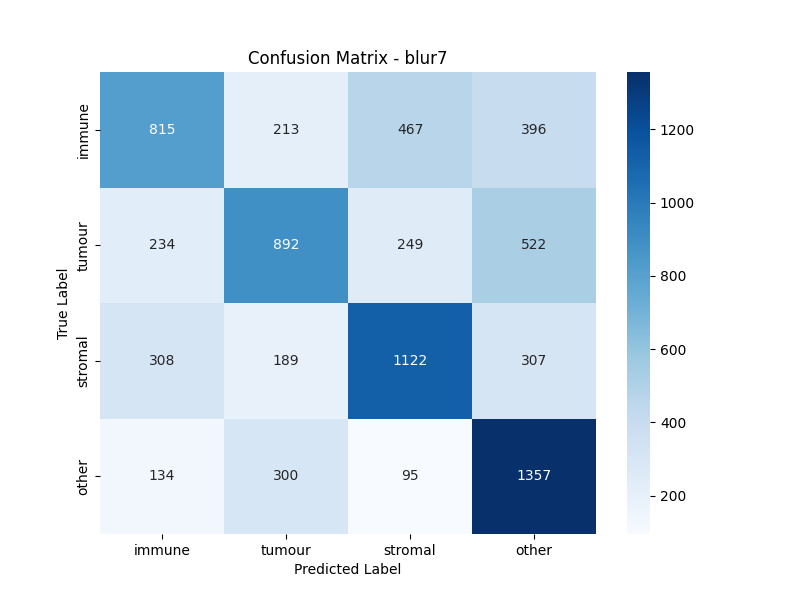 Confusion Matrix - blur7
True Label
immune 815 213 467 396
tumour 234 892 249 522
stromal 308 189 1122 307
other 134 300 95 1357
immune tumour stromal other
Predicted Label
1200
1000
800
600
400
200